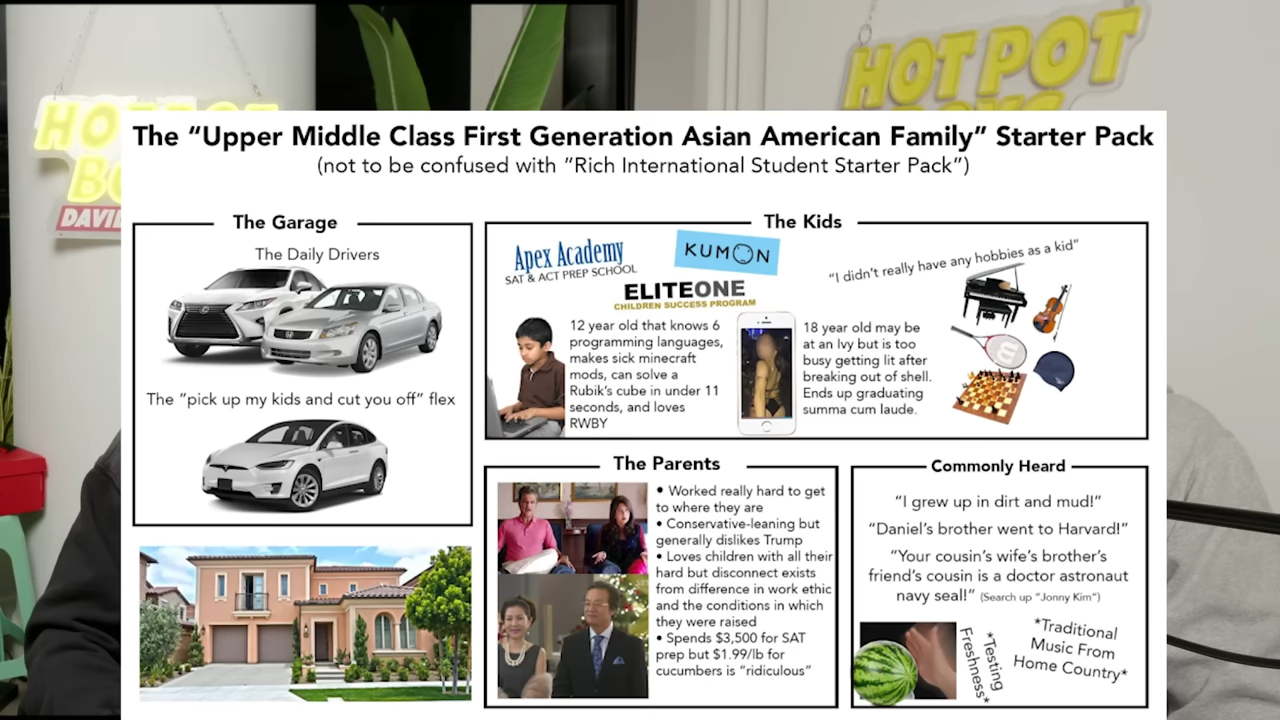 HOT POT
HO
BO
DAVI
The “Upper Middle Class First Generation Asian American Family” Starter Pack
(not to be confused with “Rich International Student Starter Pack”)
The Garage
The Daily Drivers
The “pick up my kids and cut you off” flex
The Kids
Apex Academy
SAT & ACT PREP SCHOOL
KUMON
ELITEONE
CHILDREN SUCCESS PROGRAM
“I didn’t really have any hobbies as a kid”
12 year old that knows 6
programming languages,
makes sick minecraft
mods, can solve a
Rubik’s cube in under 11
seconds, and loves
RWBY
18 year old may be
at an Ivy but is too
busy getting lit after
breaking out of shell.
Ends up graduating
summa cum laude.
The Parents
• Worked really hard to get
to where they are
• Conservative-leaning but
generally dislikes Trump
• Loves children with all their
hard but disconnect exists
from difference in work ethic
and the conditions in which
they were raised
• Spends $3,500 for SAT
prep but $1.99/lb for
cucumbers is “ridiculous”
Commonly Heard
“I grew up in dirt and mud!”
“Daniel’s brother went to Harvard!”
“Your cousin’s wife’s brother’s
friend’s cousin is a doctor astronaut
navy seal!” (Search up “Jonny Kim”)
*Testing
Freshness*
*Traditional
Music From
Home Country*